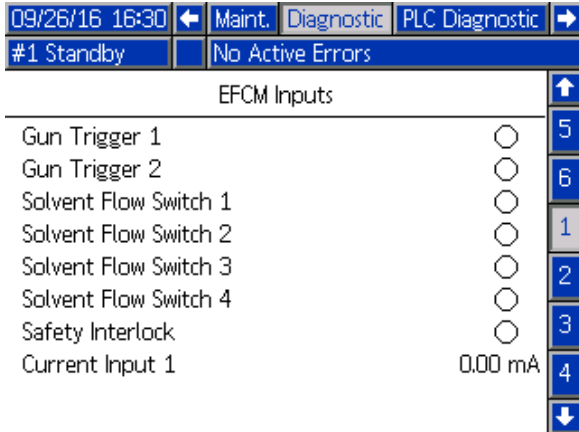 09/26/16 16:30 Maint. Diagnostic PLC Diagnostic
#1 Standby No Active Errors
EFCM Inputs
Gun Trigger 1
Gun Trigger 2
Solvent Flow Switch 1
Solvent Flow Switch 2
Solvent Flow Switch 3
Solvent Flow Switch 4
Safety Interlock
Current Input 1 0.00 mA
5
6
1
2
3
4